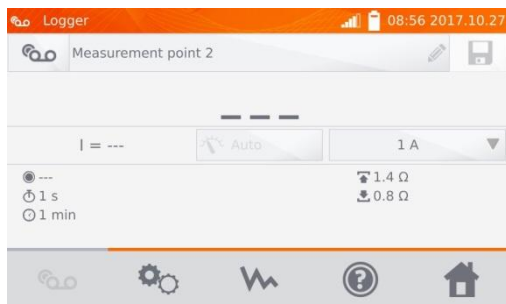 Logger 08:56 2017.10.27
Measurement point 2
---
I = --- Auto 1 A
--- 1.4 Ω
1 s 0.8 Ω
1 min
?